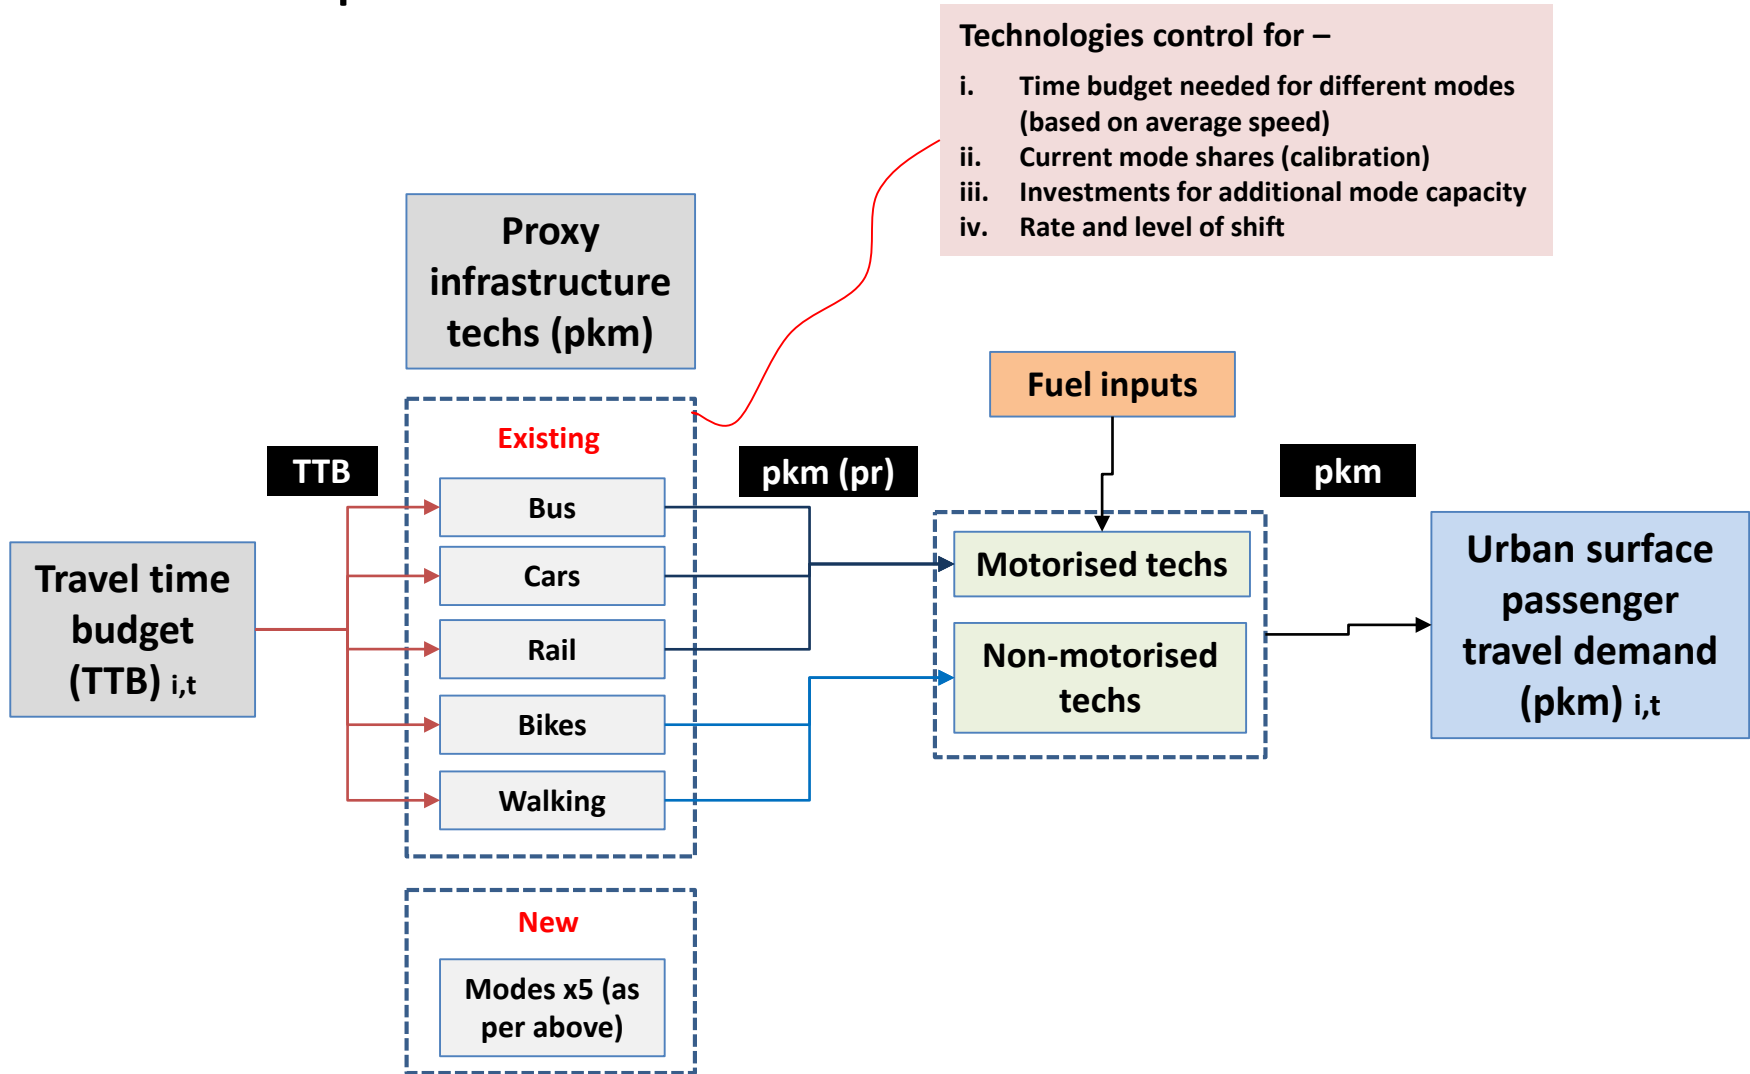 Technologies control for –
i. Time budget needed for different modes
(based on average speed)
ii. Current mode shares (calibration)
iii. Investments for additional mode capacity
iv. Rate and level of shift
Proxy
infrastructure
techs (pkm)
Fuel inputs
Existing
TTB
pkm (pr)
pkm
Bus
Cars
Rail
Bikes
Walking
Travel time
budget
(TTB) i,t
Motorised techs
Non-motorised
techs
Urban surface
passenger
travel demand
(pkm) i,t
New
Modes x5 (as
per above)